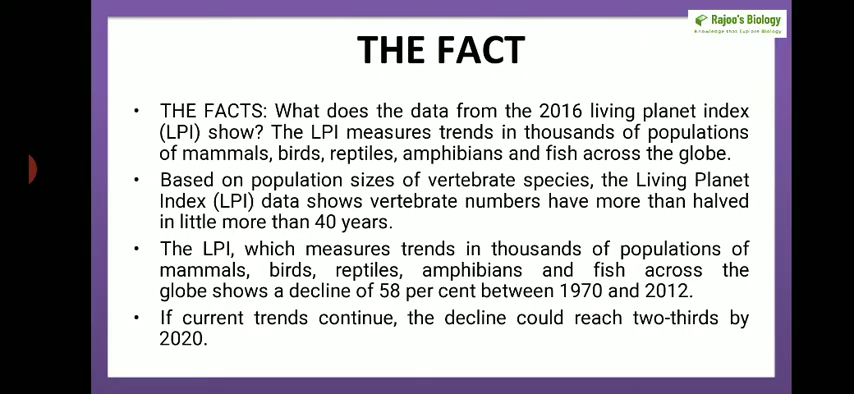 Rajoo's Biology
Knowledge that Explore Biology
THE FACT
• THE FACTS: What does the data from the 2016 living planet index
(LPI) show? The LPI measures trends in thousands of populations
of mammals, birds, reptiles, amphibians and fish across the globe.
• Based on population sizes of vertebrate species, the Living Planet
Index (LPI) data shows vertebrate numbers have more than halved
in little more than 40 years.
• The LPI, which measures trends in thousands of populations of
mammals, birds, reptiles, amphibians and fish across the
globe shows a decline of 58 per cent between 1970 and 2012.
• If current trends continue, the decline could reach two-thirds by
2020.